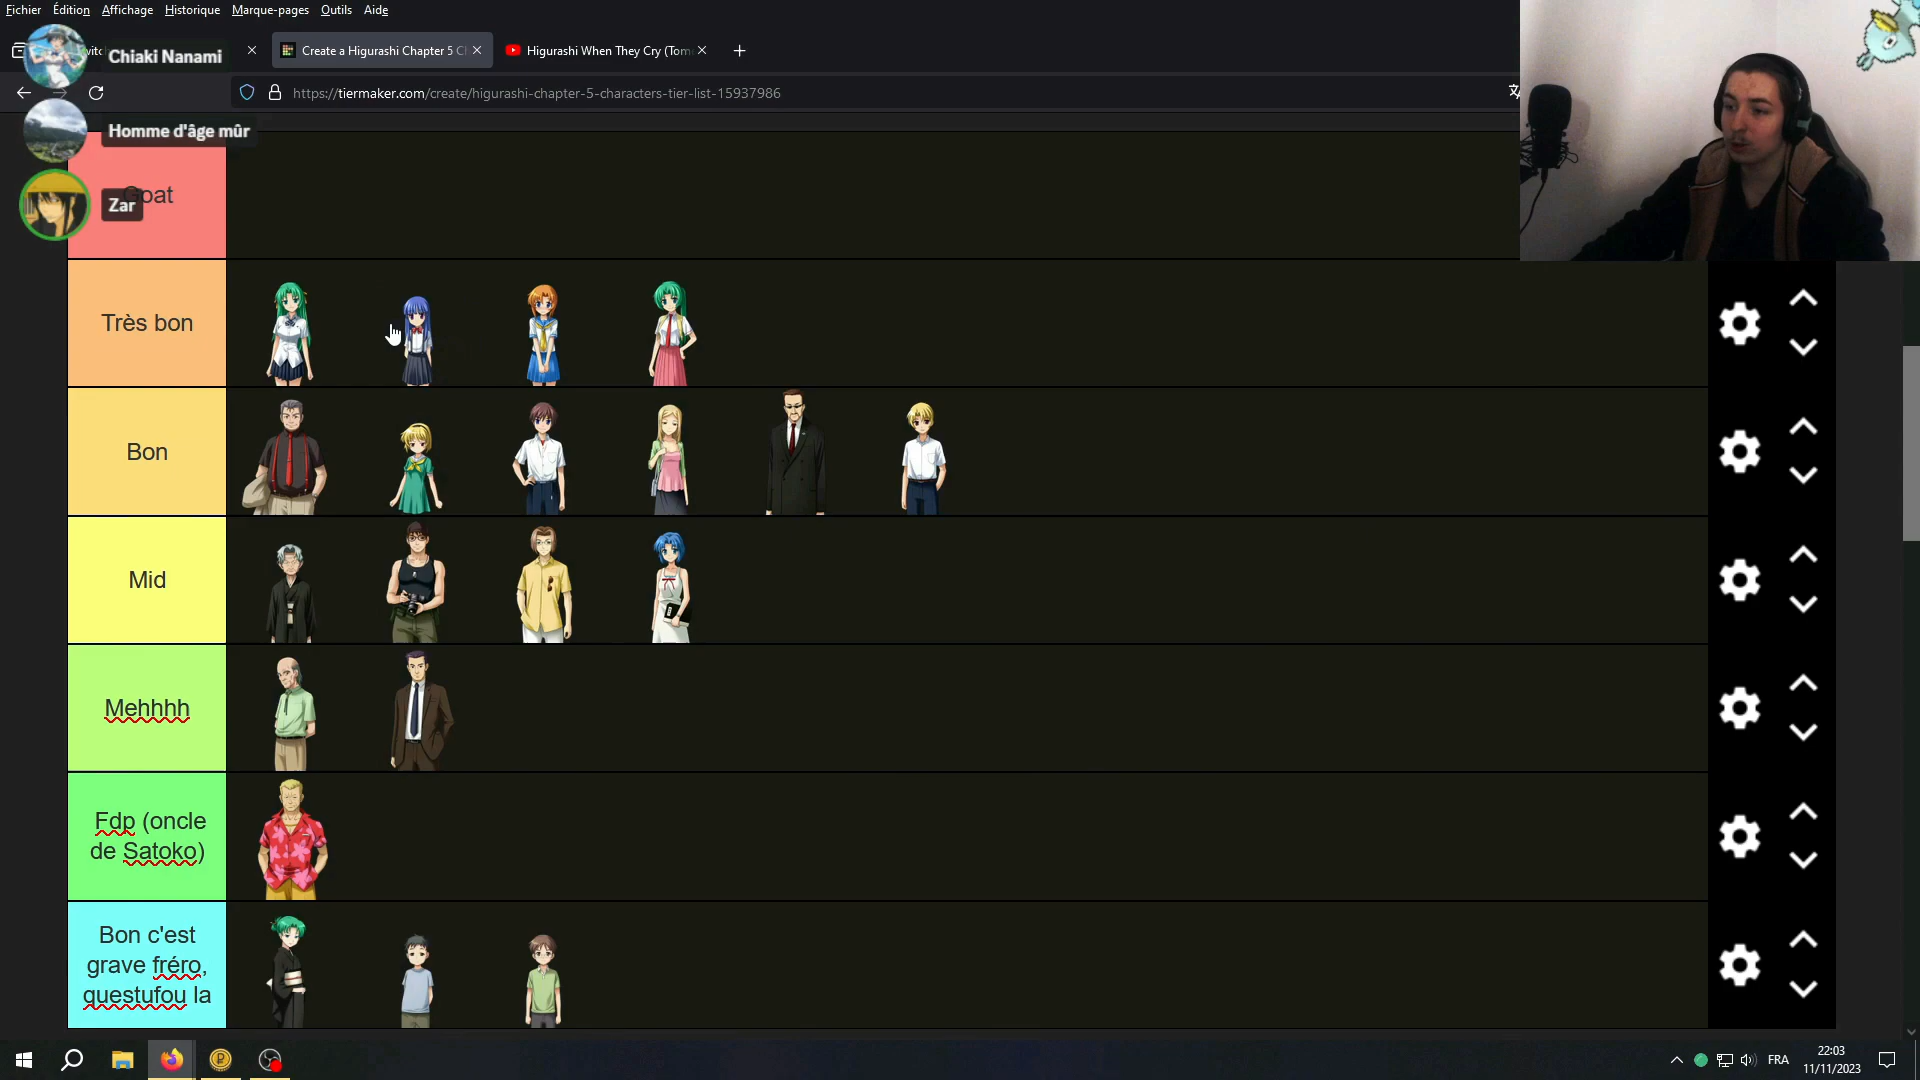 Fichier Édition Affichage Historique Marque-pages Outils Aide
Create a Higurashi Chapter 5 C
Higurashi When They Cry (Tom
Chiaki Nanami
https://tiermaker.com/create/higurashi-chapter-5-characters-tier-list-15937986
Homme d'âge mûr
Goat
Zar
Très bon
Bon
Mid
Mehhhh
Fdp (oncle
de Satoko)
Bon c'est
grave fréro,
questufou la
FRA
22:03
11/11/2023